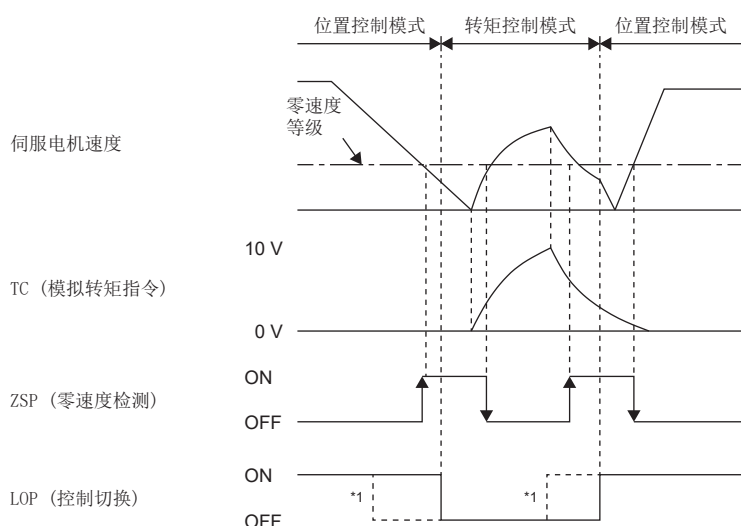 位置控制模式 转矩控制模式 位置控制模式
零速度
等级
伺服电机速度
10 V
TC (模拟转矩指令)
0 V
ON
ZSP (零速度检测)
OFF
ON
*1 *1
LOP (控制切换)
OFF